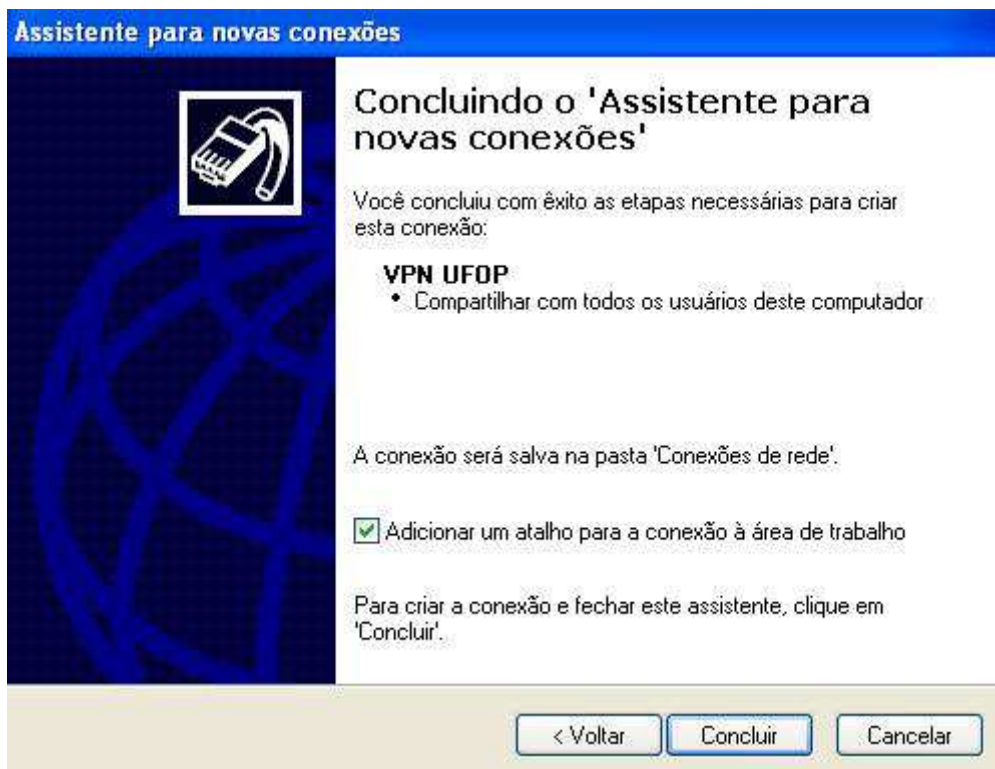 Assistente para novas conexões
Concluindo o 'Assistente para
novas conexões'
Você concluiu com êxito as etapas necessárias para criar
esta conexão:
VPN UFOP
• Compartilhar com todos os usuários deste computador
A conexão será salva na pasta 'Conexões de rede'.
Adicionar um atalho para a conexão à área de trabalho
Para criar a conexão e fechar este assistente, clique em
'Concluir'.
< Voltar
Concluir
Cancelar